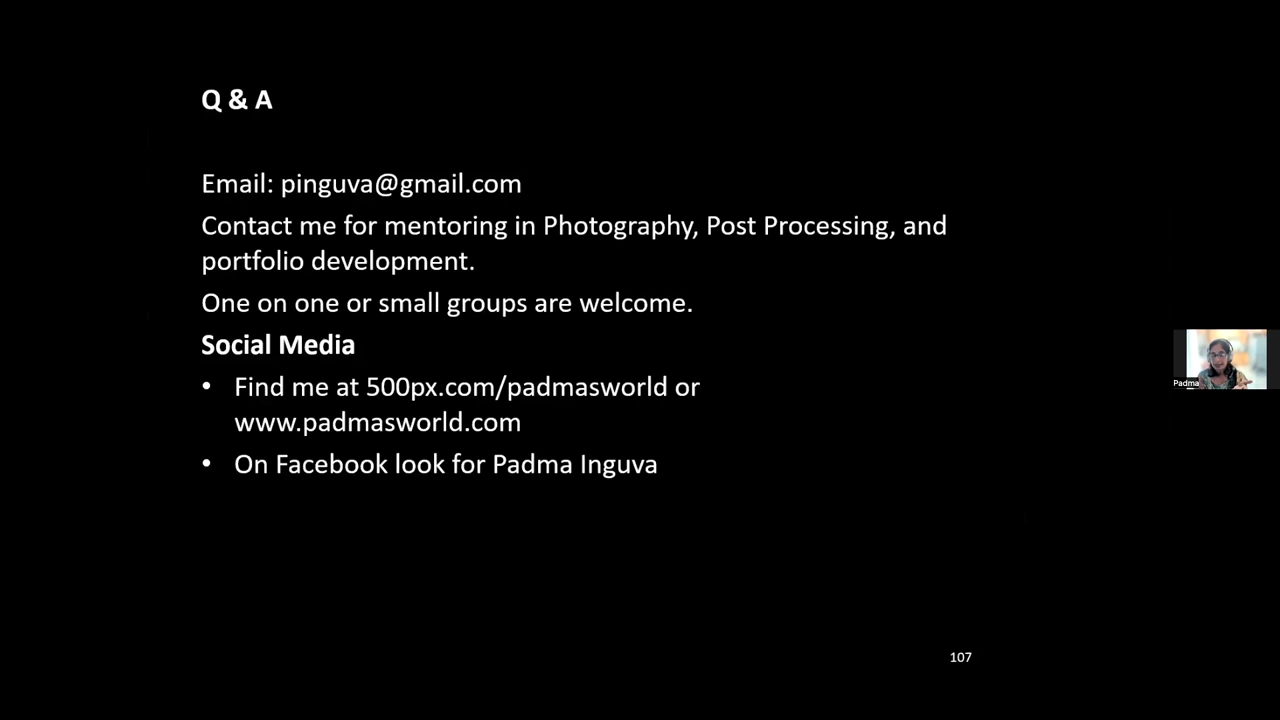 Q & A
Email: pinguva@gmail.com
Contact me for mentoring in Photography, Post Processing, and
portfolio development.
One on one or small groups are welcome.
Social Media
• Find me at 500px.com/padmasworld or
www.padmasworld.com
• On Facebook look for Padma Inguva
Padma
107